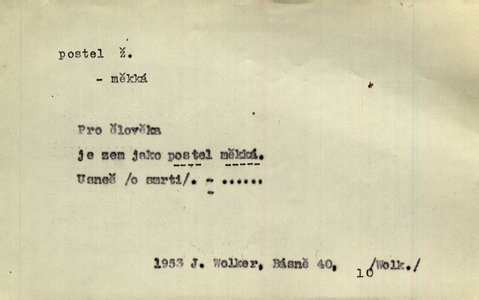 postel ž.
- měkká
Pro člověka
je zem jako postel měkká.
Usneš /o smrti/. - ......
1953 J. Wolker, Básně 40, 10 /Wolk./